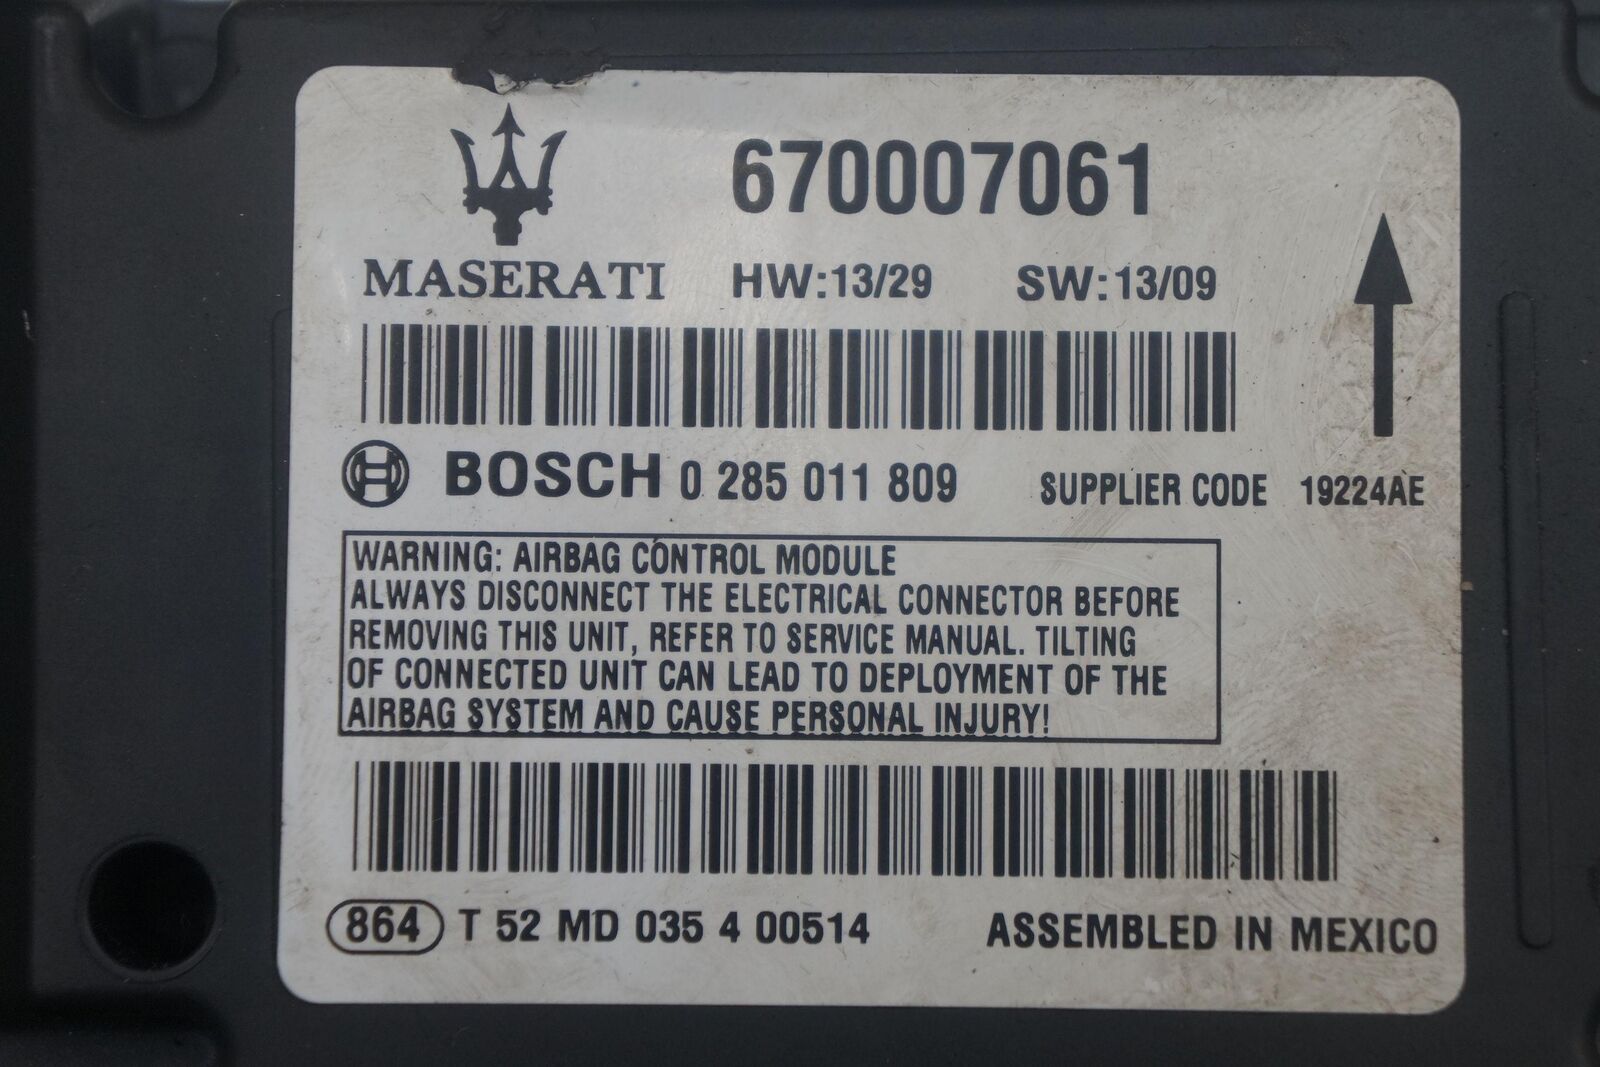 670007061
MASERATI HW:13/29 SW:13/09
BOSCH 0 285 011 809 SUPPLIER CODE 19224AE
WARNING: AIRBAG CONTROL MODULE
ALWAYS DISCONNECT THE ELECTRICAL CONNECTOR BEFORE
REMOVING THIS UNIT, REFER TO SERVICE MANUAL. TILTING
OF CONNECTED UNIT CAN LEAD TO DEPLOYMENT OF THE
AIRBAG SYSTEM AND CAUSE PERSONAL INJURY!
864 T 52 MD 035 4 00514 ASSEMBLED IN MEXICO